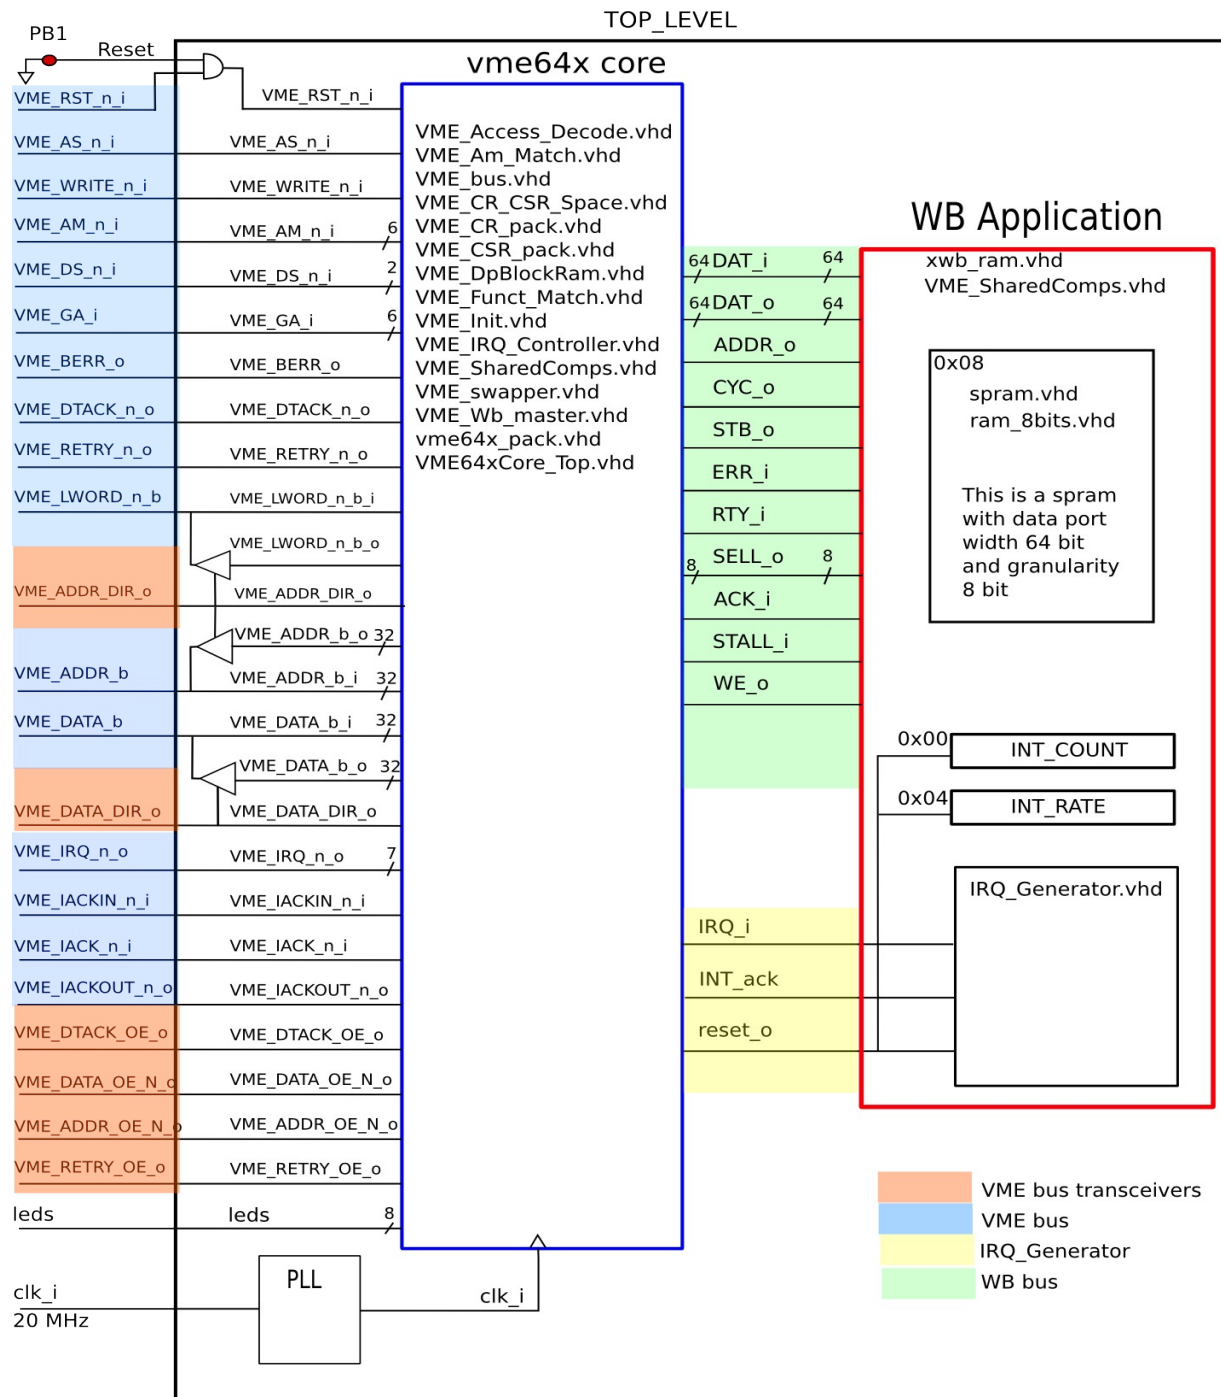 TOP_LEVEL
PB1
Reset
vme64x core
VME_RST_n_i
VME_RST_n_i
VME_AS_n_i
VME_AS_n_i
VME_WRITE_n_i
VME_WRITE_n_i
VME_AM_n_i
VME_AM_n_i
6
VME_DS_n_i
VME_DS_n_i
2
VME_GA_i
VME_GA_i
6
VME_BERR_o
VME_BERR_o
VME_DTACK_n_o
VME_DTACK_n_o
VME_RETRY_n_o
VME_RETRY_n_o
VME_LWORD_n_b
VME_LWORD_n_b_i
VME_LWORD_n_b_o
VME_ADDR_DIR_o
VME_ADDR_DIR_o
VME_ADDR_b_o 32
VME_ADDR_b
VME_ADDR_b_i 32
VME_DATA_b
VME_DATA_b_i 32
VME_DATA_b_o 32
VME_DATA_DIR_o
VME_DATA_DIR_o
VME_IRQ_n_o
VME_IRQ_n_o
7
VME_IACKIN_n_i
VME_IACKIN_n_i
VME_IACK_n_i
VME_IACK_n_i
VME_IACKOUT_n_o
VME_IACKOUT_n_o
VME_DTACK_OE_o
VME_DTACK_OE_o
VME_DATA_OE_N_o
VME_DATA_OE_N_o
VME_ADDR_OE_N_o
VME_ADDR_OE_N_o
VME_RETRY_OE_o
VME_RETRY_OE_o
leds
leds
8
clk_i
20 MHz
PLL
clk_i
VME_Access_Decode.vhd
VME_Am_Match.vhd
VME_bus.vhd
VME_CR_CSR_Space.vhd
VME_CR_pack.vhd
VME_CSR_pack.vhd
VME_DpBlockRam.vhd
VME_Funct_Match.vhd
VME_Init.vhd
VME_IRQ_Controller.vhd
VME_SharedComps.vhd
VME_swapper.vhd
VME_Wb_master.vhd
vme64x_pack.vhd
VME64xCore_Top.vhd
64 DAT_i 64
64 DAT_o 64
ADDR_o
CYC_o
STB_o
ERR_i
RTY_i
8 SELL_o 8
ACK_i
STALL_i
WE_o
IRQ_i
INT_ack
reset_o
WB Application
xwb_ram.vhd
VME_SharedComps.vhd
0x08
spram.vhd
ram_8bits.vhd
This is a spram
with data port
width 64 bit
and granularity
8 bit
0x00
INT_COUNT
0x04
INT_RATE
IRQ_Generator.vhd
VME bus transceivers
VME bus
IRQ_Generator
WB bus